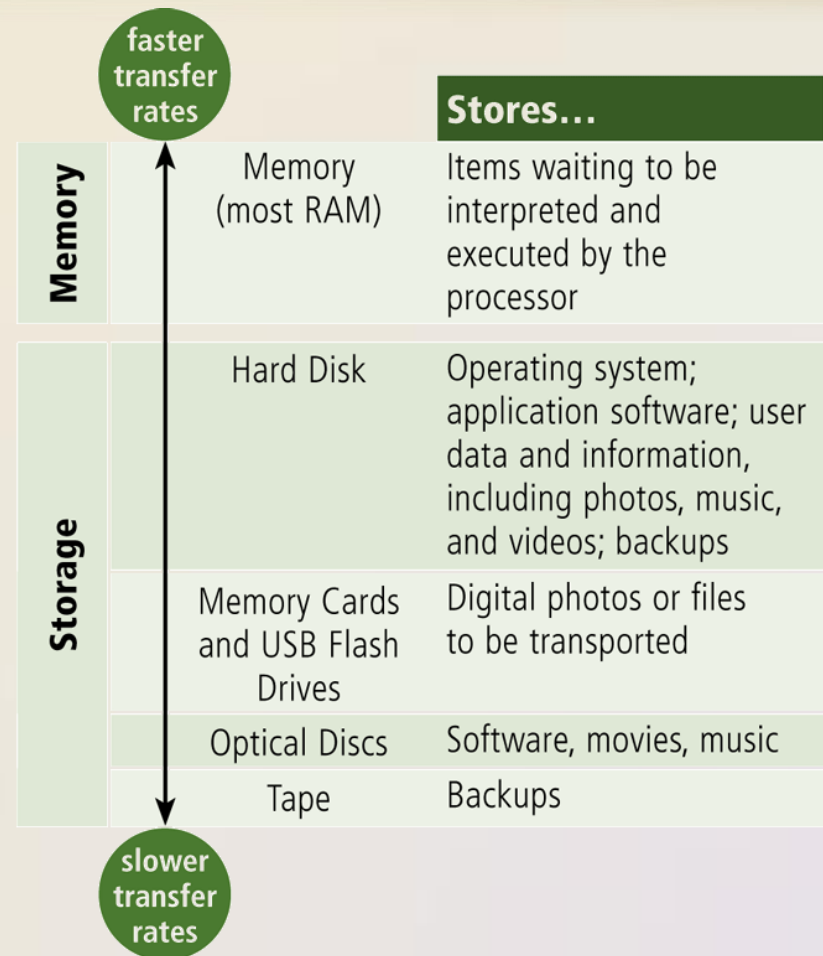 faster
transfer
rates
Stores...
Memory
Memory
(most RAM)
Items waiting to be
interpreted and
executed by the
processor
Storage
Hard Disk
Operating system;
application software; user
data and information,
including photos, music,
and videos; backups
Memory Cards
and USB Flash
Drives
Digital photos or files
to be transported
Optical Discs
Software, movies, music
Tape
Backups
slower
transfer
rates